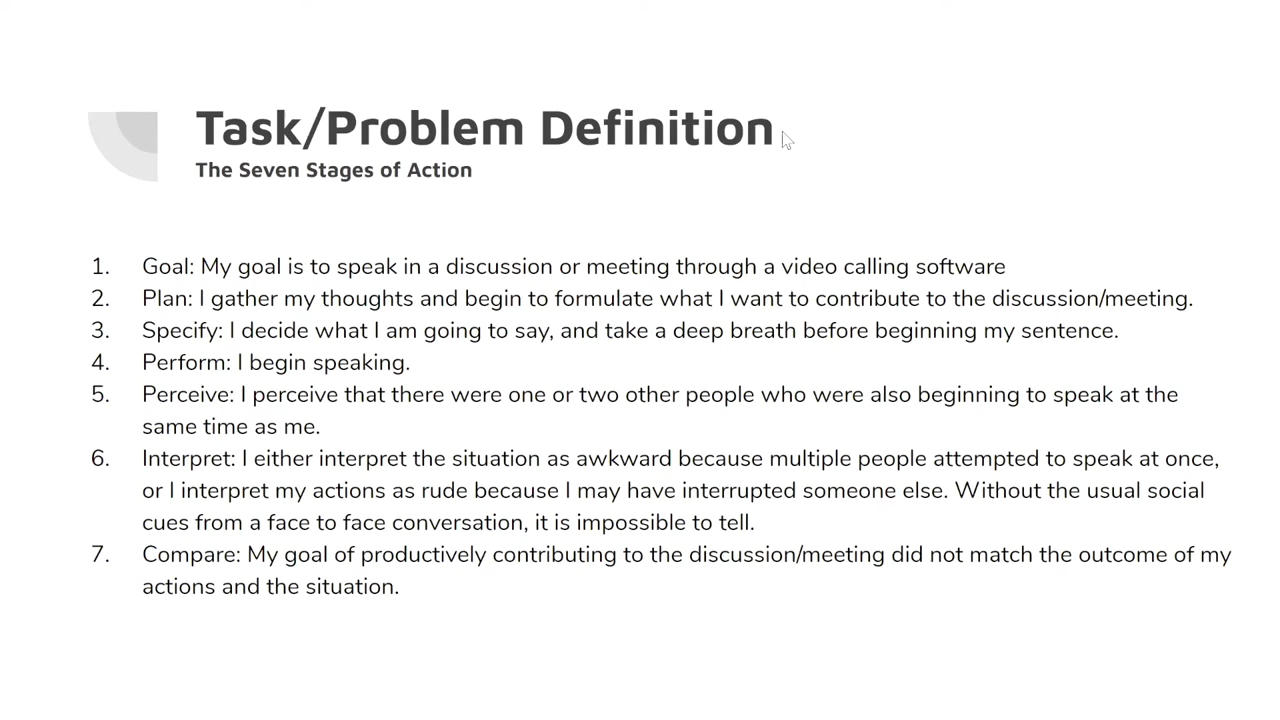 Task/Problem Definition
The Seven Stages of Action
1. Goal: My goal is to speak in a discussion or meeting through a video calling software
2. Plan: I gather my thoughts and begin to formulate what I want to contribute to the discussion/meeting.
3. Specify: I decide what I am going to say, and take a deep breath before beginning my sentence.
4. Perform: I begin speaking.
5. Perceive: I perceive that there were one or two other people who were also beginning to speak at the
same time as me.
6. Interpret: I either interpret the situation as awkward because multiple people attempted to speak at once,
or I interpret my actions as rude because I may have interrupted someone else. Without the usual social
cues from a face to face conversation, it is impossible to tell.
7. Compare: My goal of productively contributing to the discussion/meeting did not match the outcome of my
actions and the situation.